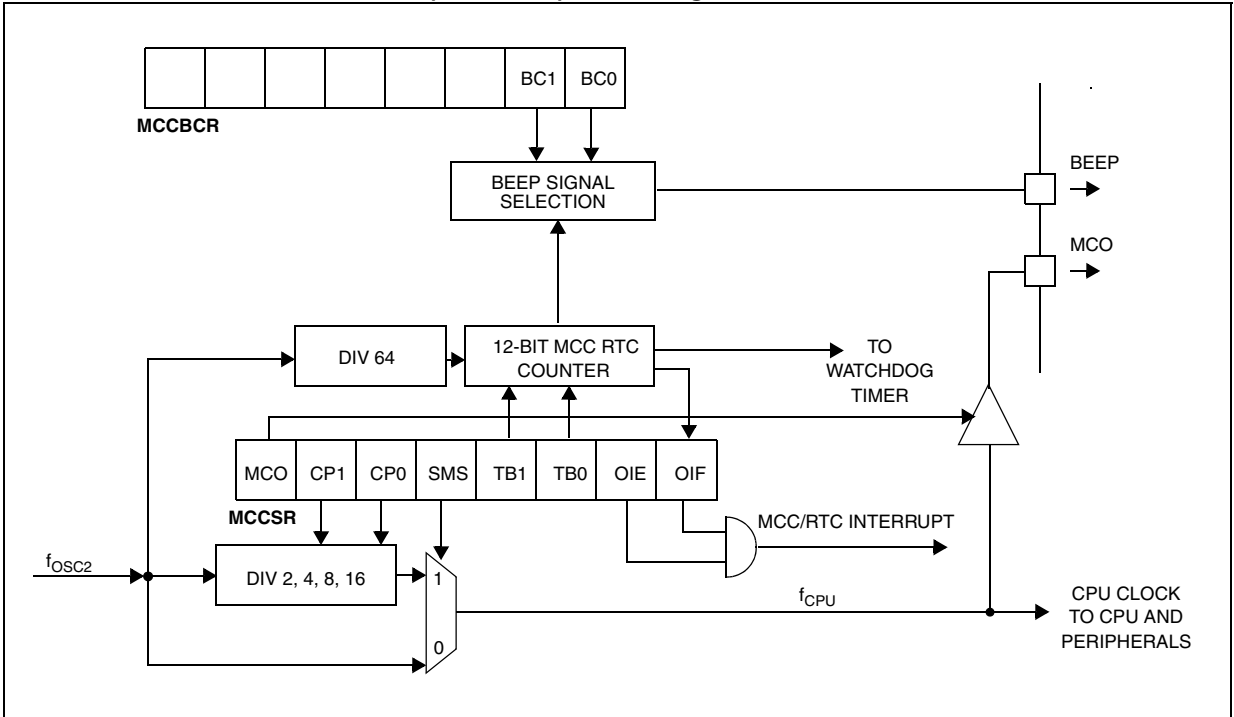 BC1 BC0
MCCBCR
BEEP SIGNAL
SELECTION
BEEP
MCO
DIV 64
12-BIT MCC RTC
COUNTER
TO
WATCHDOG
TIMER
MCO CP1 CP0 SMS TB1 TB0 OIE OIF
MCCSR
MCC/RTC INTERRUPT
fOSC2
DIV 2, 4, 8, 16
1
0
fCPU
CPU CLOCK
TO CPU AND
PERIPHERALS